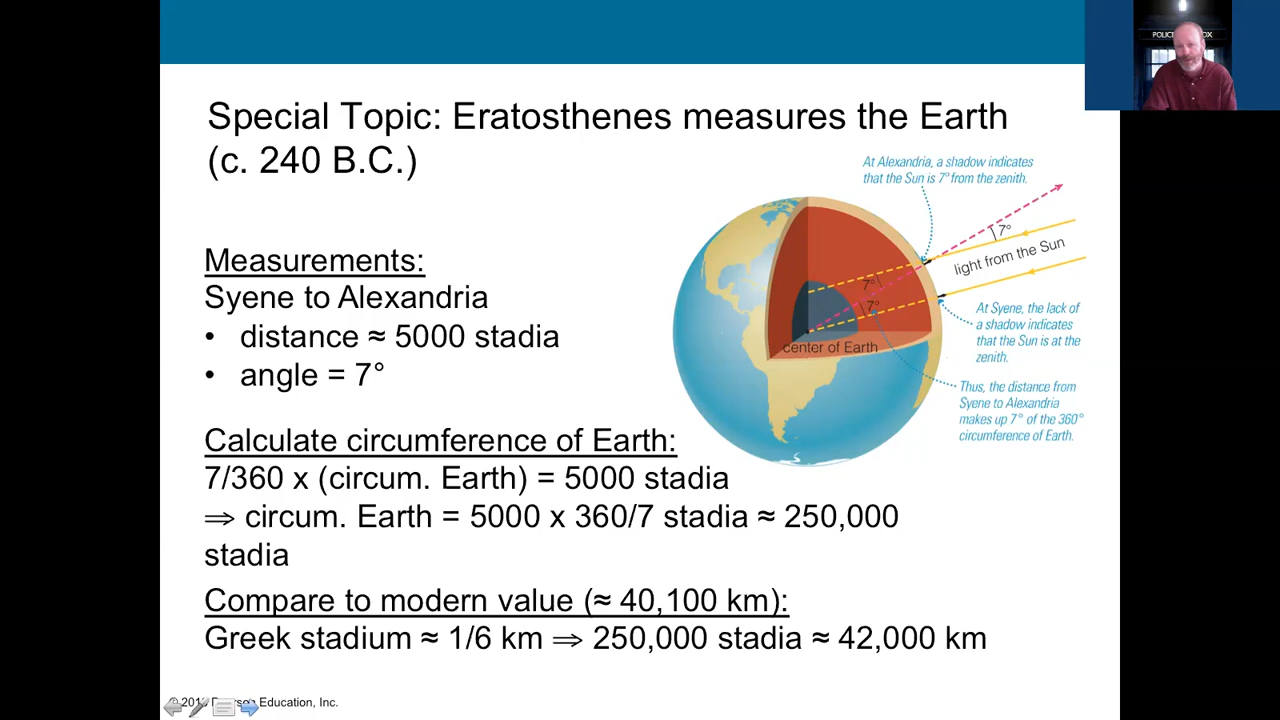 POLICE BOX
Special Topic: Eratosthenes measures the Earth
(c. 240 B.C.)
At Alexandria, a shadow indicates
that the Sun is 7° from the zenith.
7°
light from the Sun
7°
7°
center of Earth
At Syene, the lack of
a shadow indicates
that the Sun is at the
zenith.
Thus, the distance from
Syene to Alexandria
makes up 7° of the 360°
circumference of Earth.
Measurements:
Syene to Alexandria
• distance ≈ 5000 stadia
• angle = 7°
Calculate circumference of Earth:
7/360 x (circum. Earth) = 5000 stadia
⇒ circum. Earth = 5000 x 360/7 stadia ≈ 250,000
stadia
Compare to modern value (≈ 40,100 km):
Greek stadium ≈ 1/6 km ⇒ 250,000 stadia ≈ 42,000 km
Education, Inc.